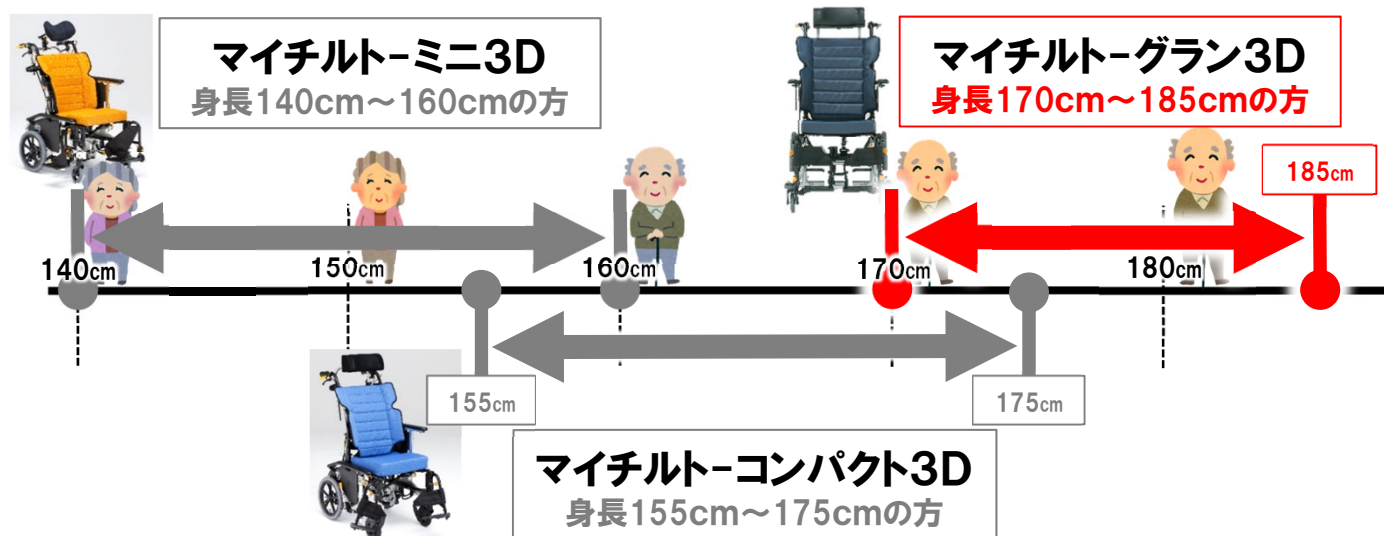 マイチルト-ミニ3D
身長140cm～160cmの方
マイチルト-グラン3D
身長170cm～185cmの方
185cm
140cm
150cm
160cm
170cm
180cm
155cm
175cm
マイチルト-コンパクト3D
身長155cm～175cmの方